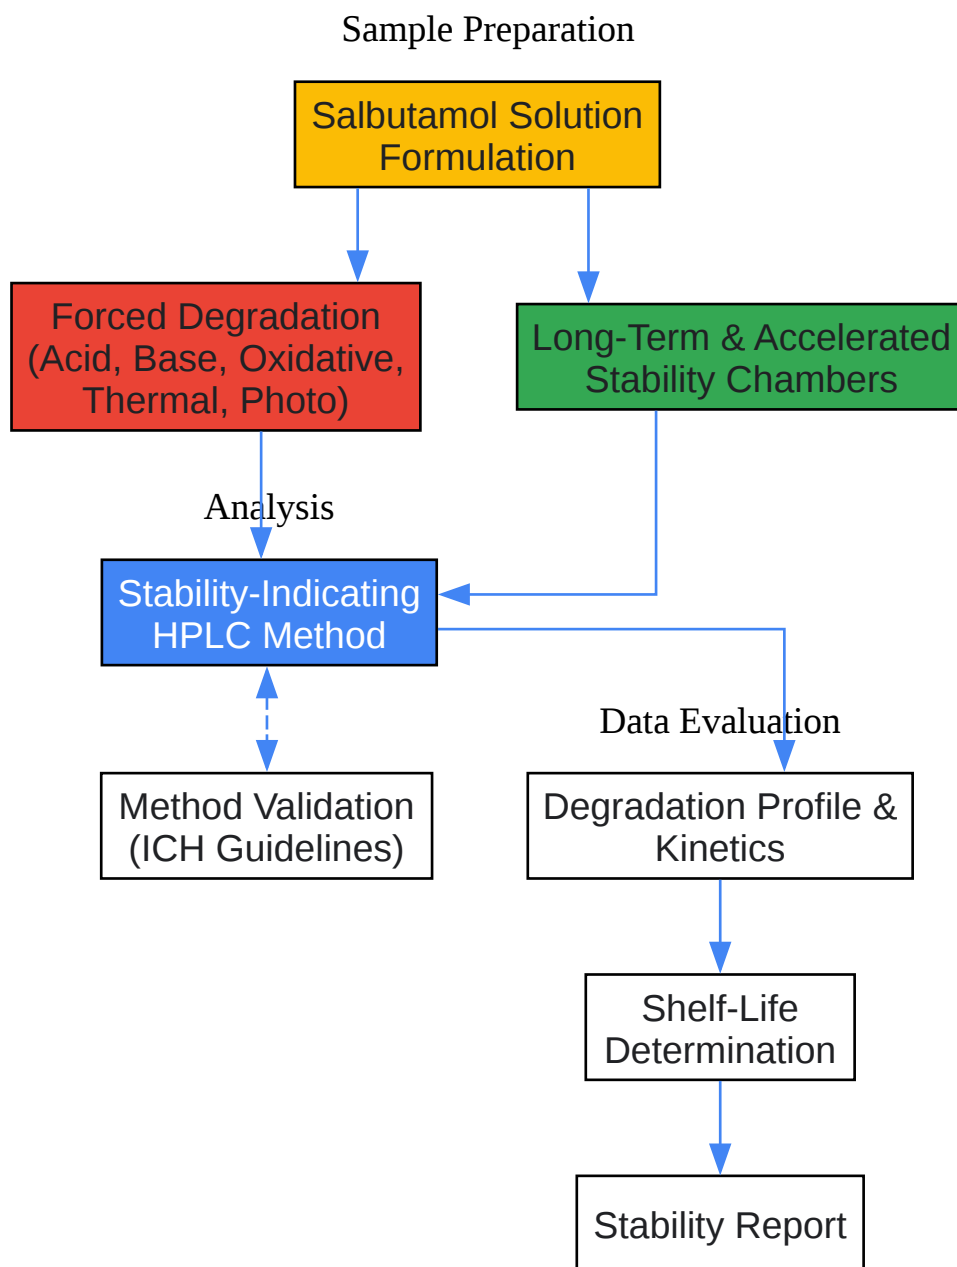 Sample Preparation
Salbutamol Solution
Formulation
Forced Degradation
(Acid, Base, Oxidative,
Thermal, Photo)
Long-Term & Accelerated
Stability Chambers
Analysis
Stability-Indicating
HPLC Method
Data Evaluation
Method Validation
(ICH Guidelines)
Degradation Profile &
Kinetics
Shelf-Life
Determination
Stability Report